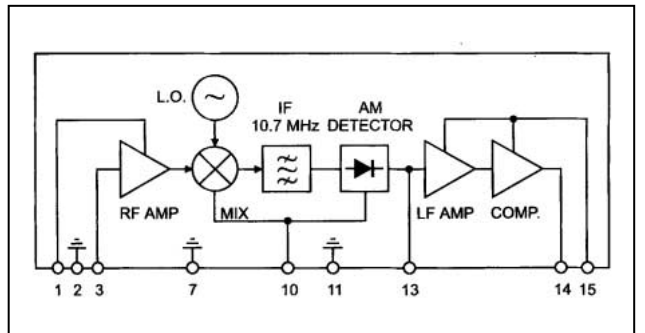 L.O.
IF
10.7 MHz
AM
DETECTOR
RF AMP
MIX
LF AMP
COMP.
1 2 3 7 10 11 13 14 15